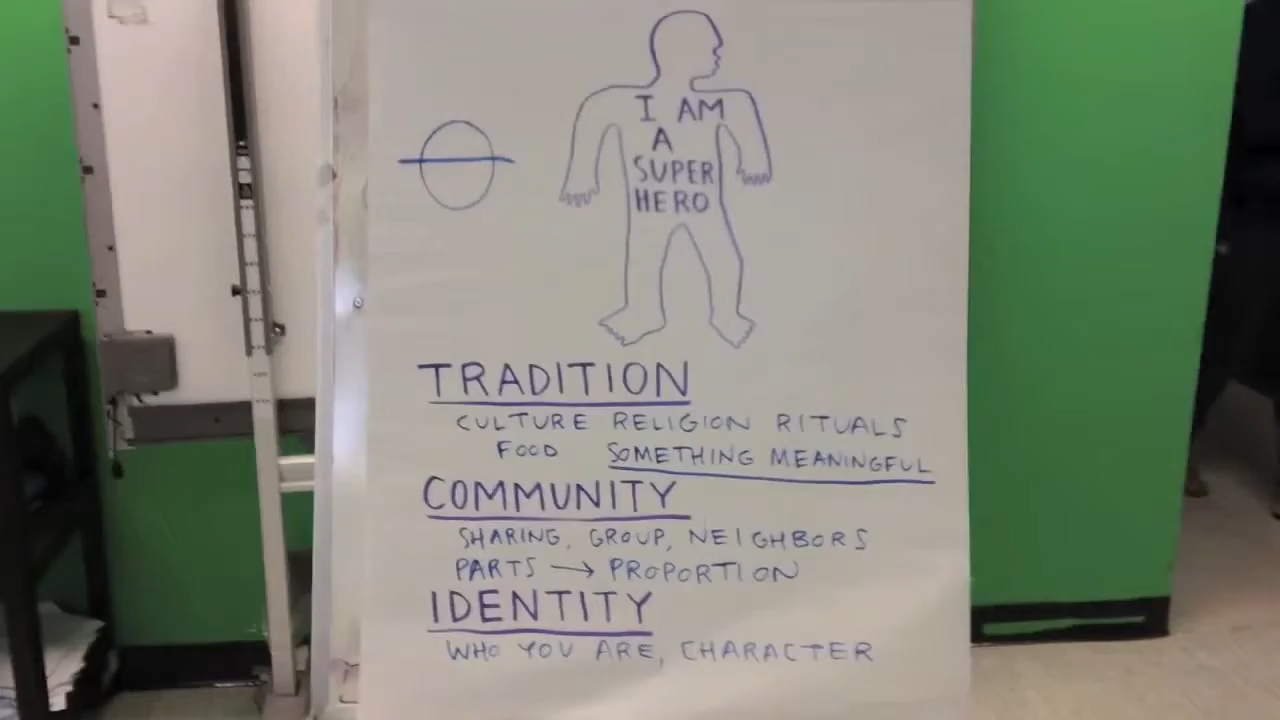 I AM
A
SUPER
HERO
TRADITION
CULTURE RELIGION RITUALS
FOOD SOMETHING MEANINGFUL
COMMUNITY
SHARING, GROUP, NEIGHBORS
PARTS → PROPORTION
IDENTITY
WHO YOU ARE, CHARACTER